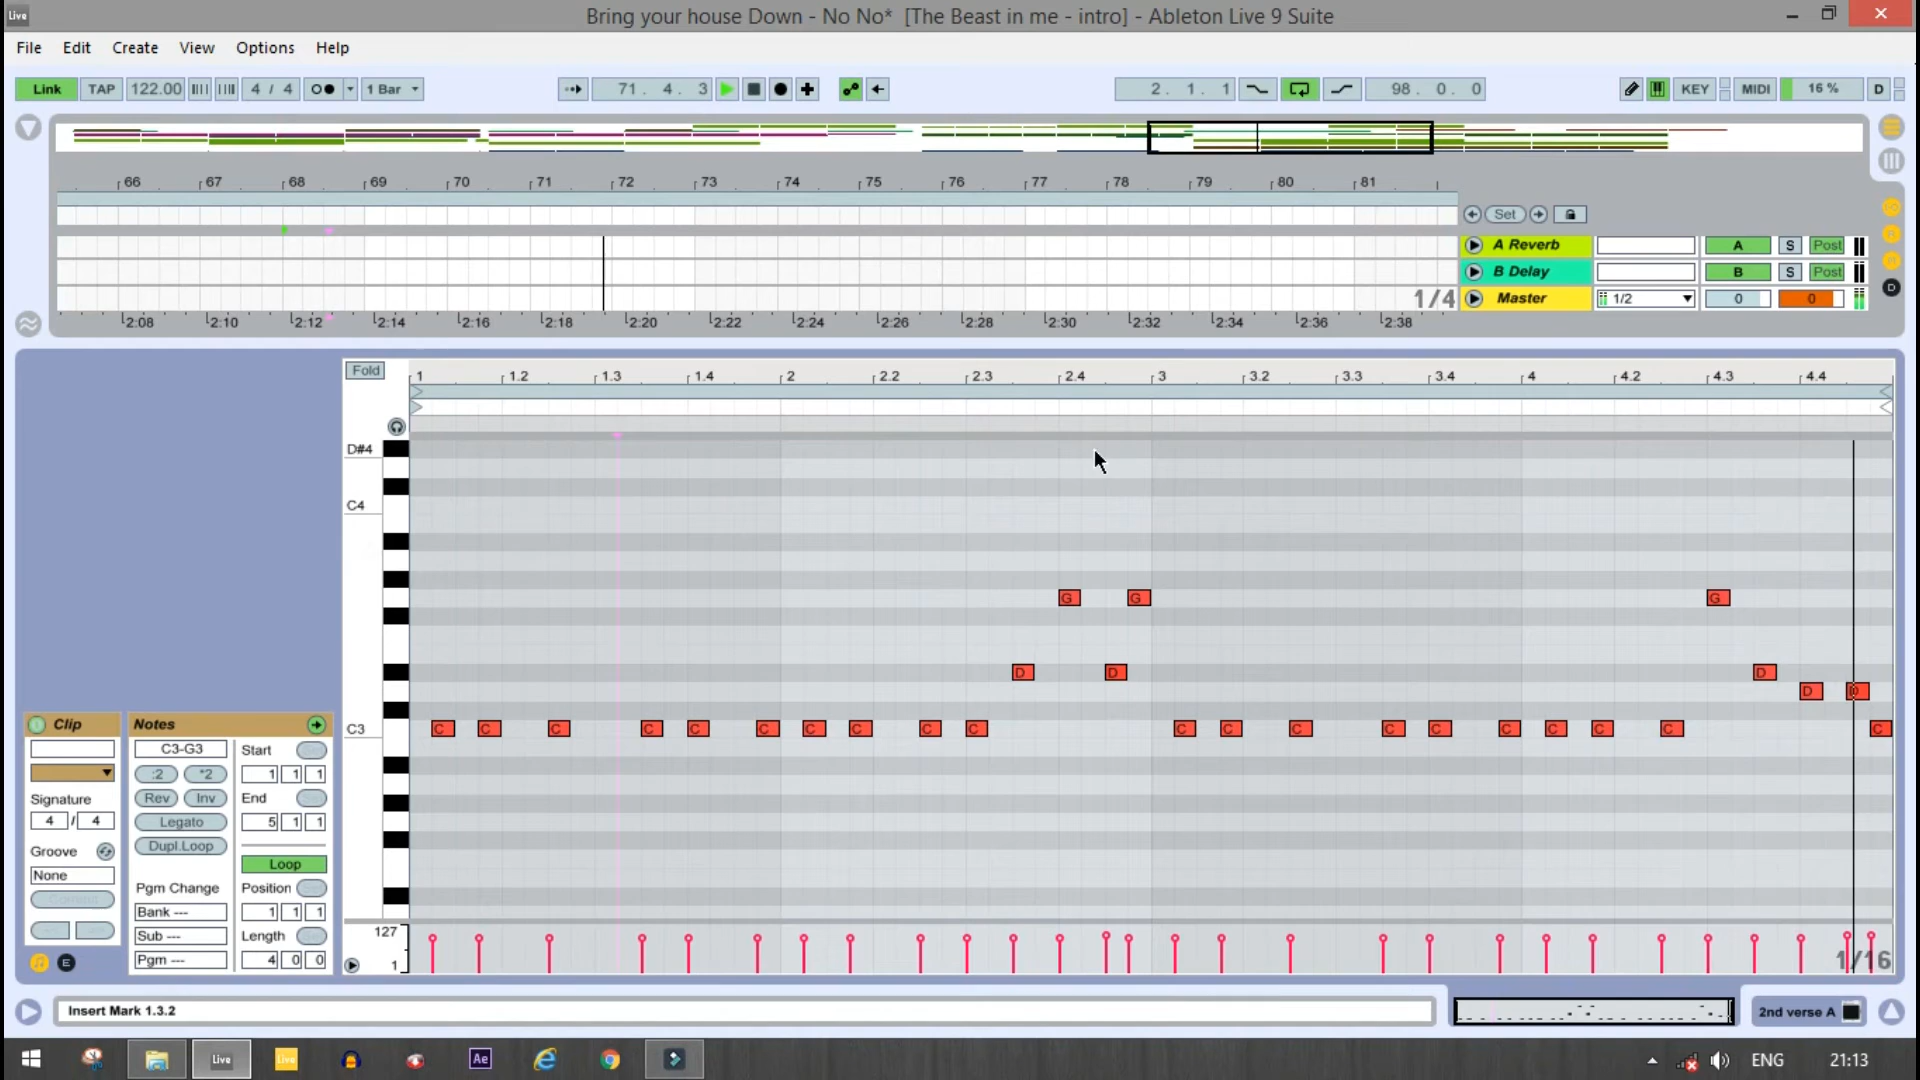 Live Bring your house Down - No No* [The Beast in me - intro] - Ableton Live 9 Suite
File Edit Create View Options Help
Link TAP 122.00 4 / 4 1 Bar 71. 4. 3 2. 1. 1 98. 0. 0 KEY MIDI 16 % D
66 67 68 69 70 71 72 73 74 75 76 77 78 79 80 81
Set
A Reverb A S Post
B Delay B S Post
1/4 Master 1/2 0 0 D
2:08 2:10 2:12 2:14 2:16 2:18 2:20 2:22 2:24 2:26 2:28 2:30 2:32 2:34 2:36 2:38
Fold 1 1.2 1.3 1.4 2 2.2 2.3 2.4 3 3.2 3.3 3.4 4 4.2 4.3 4.4
D#4
C4
G G G
D D D
D D
C3 C C C C C C C C C C C C C C C C C C C C
Clip Notes
C3-G3 Start
:2 *2 1 1 1
Signature Rev Inv End
4 / 4 Legato 5 1 1
Groove Dupl.Loop
None Loop
Pgm Change Position
Bank --- 1 1 1
Sub --- Length
Pgm --- 4 0 0
E
127
1 1/16
Insert Mark 1.3.2 2nd verse A
Live Live Ae ENG 21:13